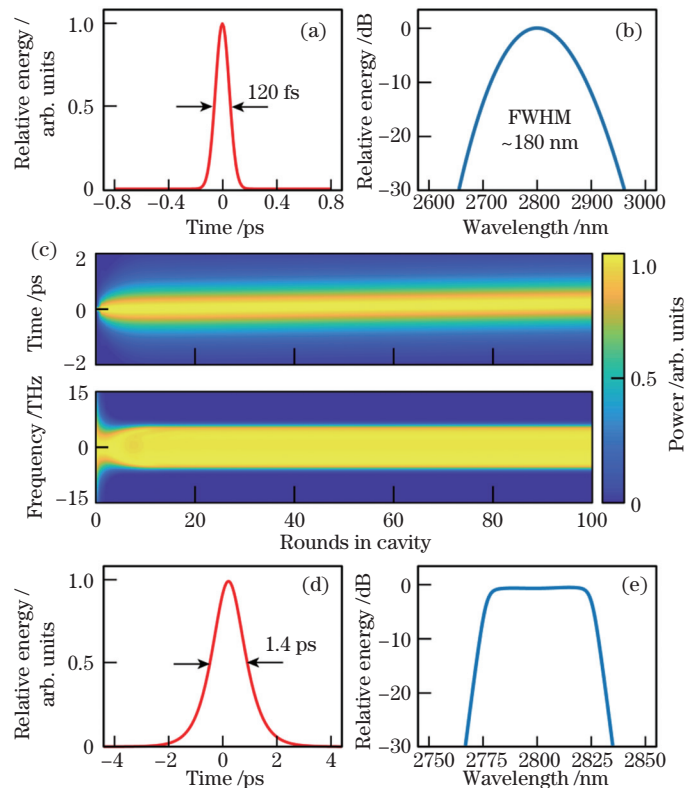 (a)
Relative energy /
arb. units
1.0
0.5
0
120 fs
−0.8
−0.4
0
0.4
0.8
Time /ps
(b)
Relative energy /dB
0
−10
−20
−30
FWHM
~180 nm
2600
2700
2800
2900
3000
Wavelength /nm
(c)
Time /ps
2
0
−2
Frequency /THz
15
0
−15
0
20
40
60
80
100
Rounds in cavity
1.0
0.5
0
Power /arb. units
(d)
Relative energy /
arb. units
1.0
0.5
0
1.4 ps
−4
−2
0
2
4
Time /ps
(e)
Relative energy /dB
0
−10
−20
−30
2750
2775
2800
2825
2850
Wavelength /nm